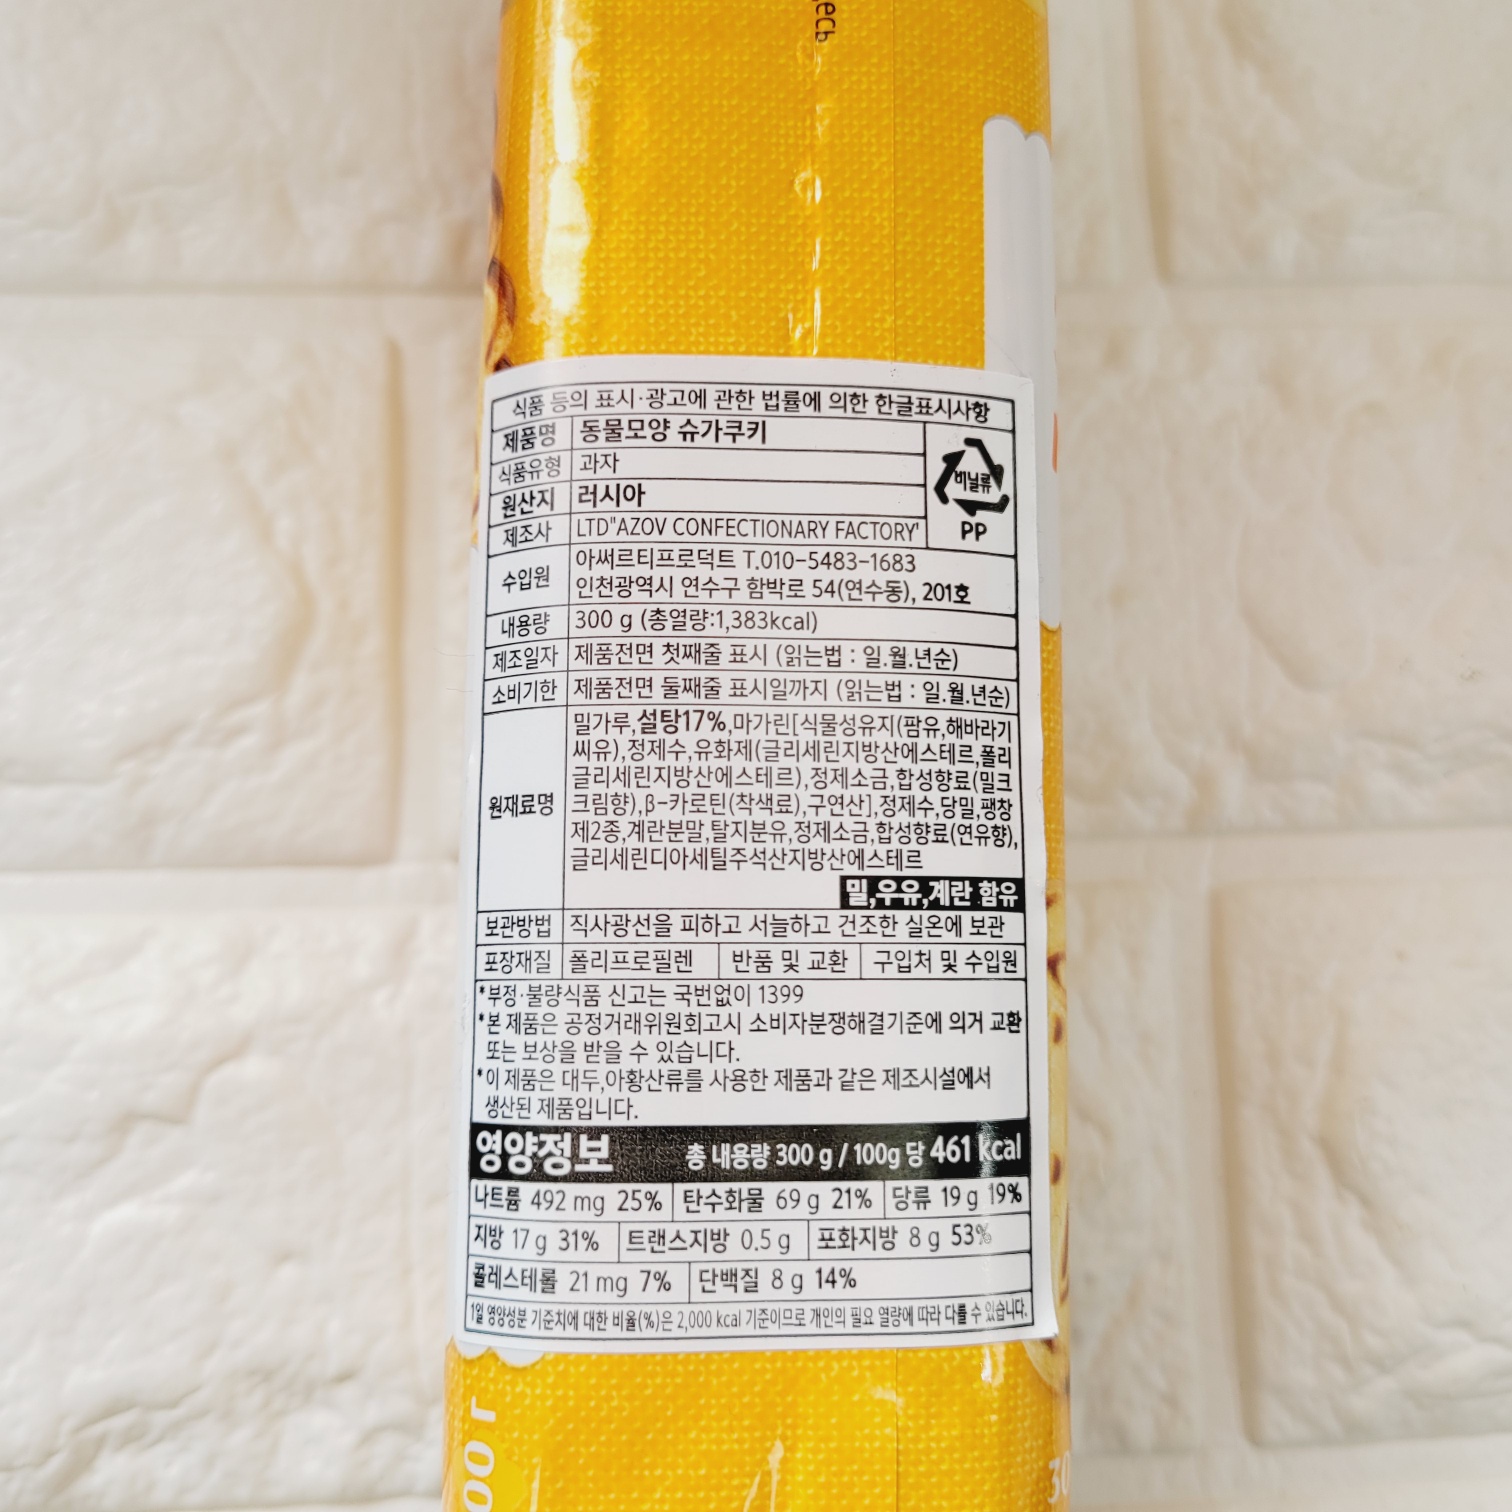 есь
식품 등의 표시·광고에 관한 법률에 의한 한글표시사항
제품명 동물모양 슈가쿠키
식품유형 과자
비닐류
PP
원산지 러시아
제조사 LTD"AZOV CONFECTIONARY FACTORY"
수입원 아써르티프로덕트 T.010-5483-1683
인천광역시 연수구 함박로 54(연수동), 201호
내용량 300 g (총열량:1,383kcal)
제조일자 제품전면 첫째줄 표시 (읽는법 : 일.월.년순)
소비기한 제품전면 둘째줄 표시일까지 (읽는법 : 일.월.년순)
원재료명 밀가루,설탕17%,마가린[식물성유지(팜유,해바라기
씨유),정제수,유화제(글리세린지방산에스테르,폴리
글리세린지방산에스테르),정제소금,합성향료(밀크
크림향),β-카로틴(착색료),구연산],정제수,당밀,팽창
제2종,계란분말,탈지분유,정제소금,합성향료(연유향),
글리세린디아세틸주석산지방산에스테르
밀,우유,계란 함유
보관방법 직사광선을 피하고 서늘하고 건조한 실온에 보관
포장재질 폴리프로필렌 반품 및 교환 구입처 및 수입원
*부정·불량식품 신고는 국번없이 1399
*본 제품은 공정거래위원회고시 소비자분쟁해결기준에 의거 교환
또는 보상을 받을 수 있습니다.
*이 제품은 대두,아황산류를 사용한 제품과 같은 제조시설에서
생산된 제품입니다.
영양정보 총 내용량 300 g / 100g 당 461 kcal
나트륨 492 mg 25% 탄수화물 69 g 21% 당류 19 g 19%
지방 17 g 31% 트랜스지방 0.5 g 포화지방 8 g 53%
콜레스테롤 21 mg 7% 단백질 8 g 14%
1일 영양성분 기준치에 대한 비율(%)은 2,000 kcal 기준이므로 개인의 필요 열량에 따라 다를 수 있습니다.
00 г
30